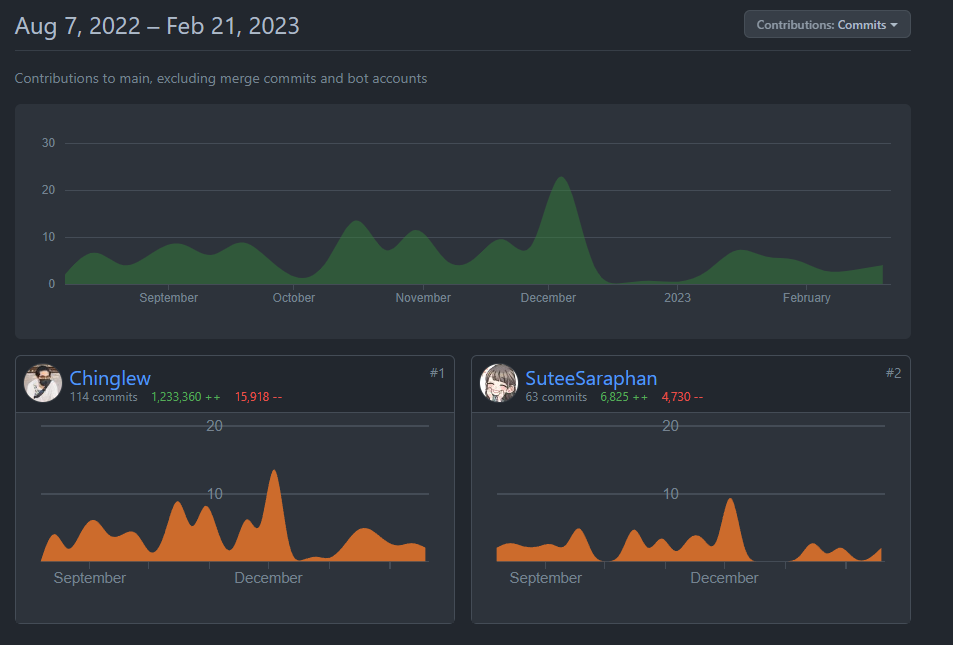 Aug 7, 2022 – Feb 21, 2023
Contributions: Commits
Contributions to main, excluding merge commits and bot accounts
30
20
10
0
September October November December 2023 February
Chinglew #1
114 commits 1,233,360 ++ 15,918 --
20
10
September December
SuteeSaraphan #2
63 commits 6,825 ++ 4,730 --
20
10
September December